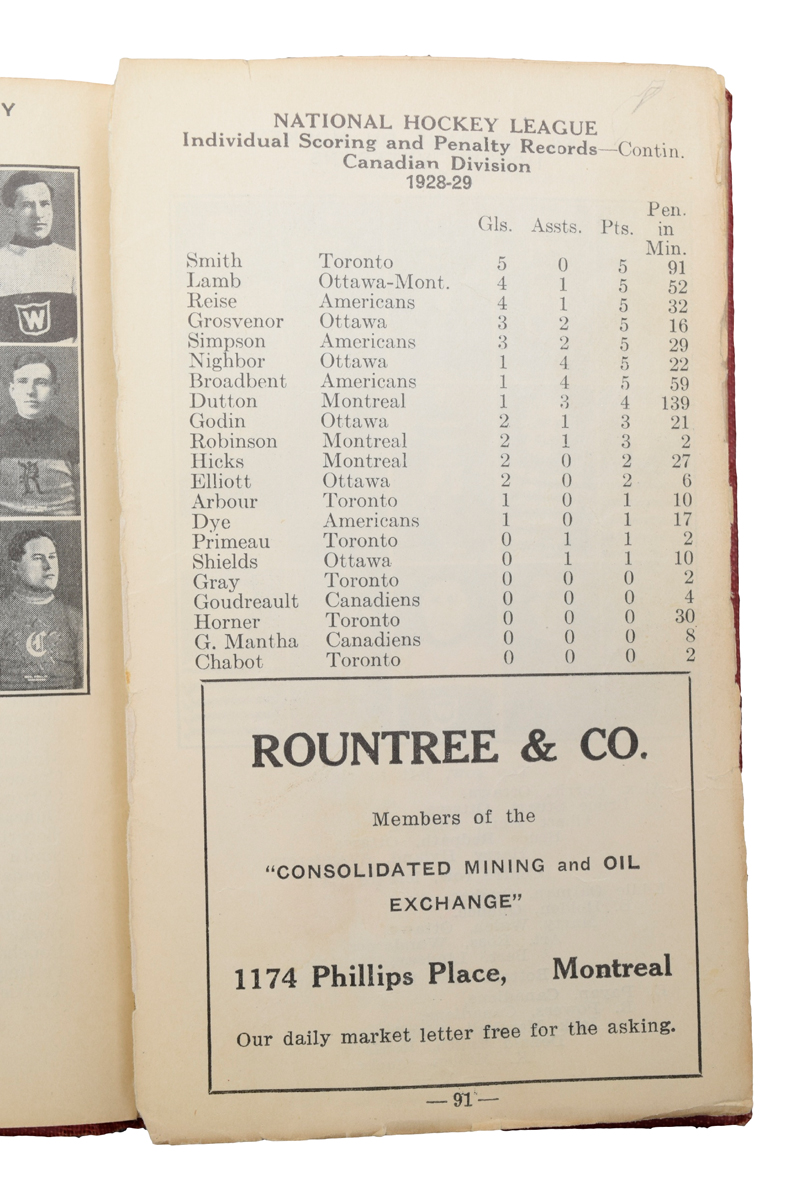 Y
W
R
C
NATIONAL HOCKEY LEAGUE
Individual Scoring and Penalty Records—Contin.
Canadian Division
1928-29
Gls. Assts. Pts. Pen. in Min.
Smith Toronto 5 0 5 91
Lamb Ottawa-Mont. 4 1 5 52
Reise Americans 4 1 5 32
Grosvenor Ottawa 3 2 5 16
Simpson Americans 3 2 5 29
Nighbor Ottawa 1 4 5 22
Broadbent Americans 1 4 5 59
Dutton Montreal 1 3 4 139
Godin Ottawa 2 1 3 21
Robinson Montreal 2 1 3 2
Hicks Montreal 2 0 2 27
Elliott Ottawa 2 0 2 6
Arbour Toronto 1 0 1 10
Dye Americans 1 0 1 17
Primeau Toronto 0 1 1 2
Shields Ottawa 0 1 1 10
Gray Toronto 0 0 0 2
Goudreault Canadiens 0 0 0 4
Horner Toronto 0 0 0 30
G. Mantha Canadiens 0 0 0 8
Chabot Toronto 0 0 0 2
ROUNTREE & CO.
Members of the
"CONSOLIDATED MINING and OIL
EXCHANGE"
1174 Phillips Place, Montreal
Our daily market letter free for the asking.
— 91 —